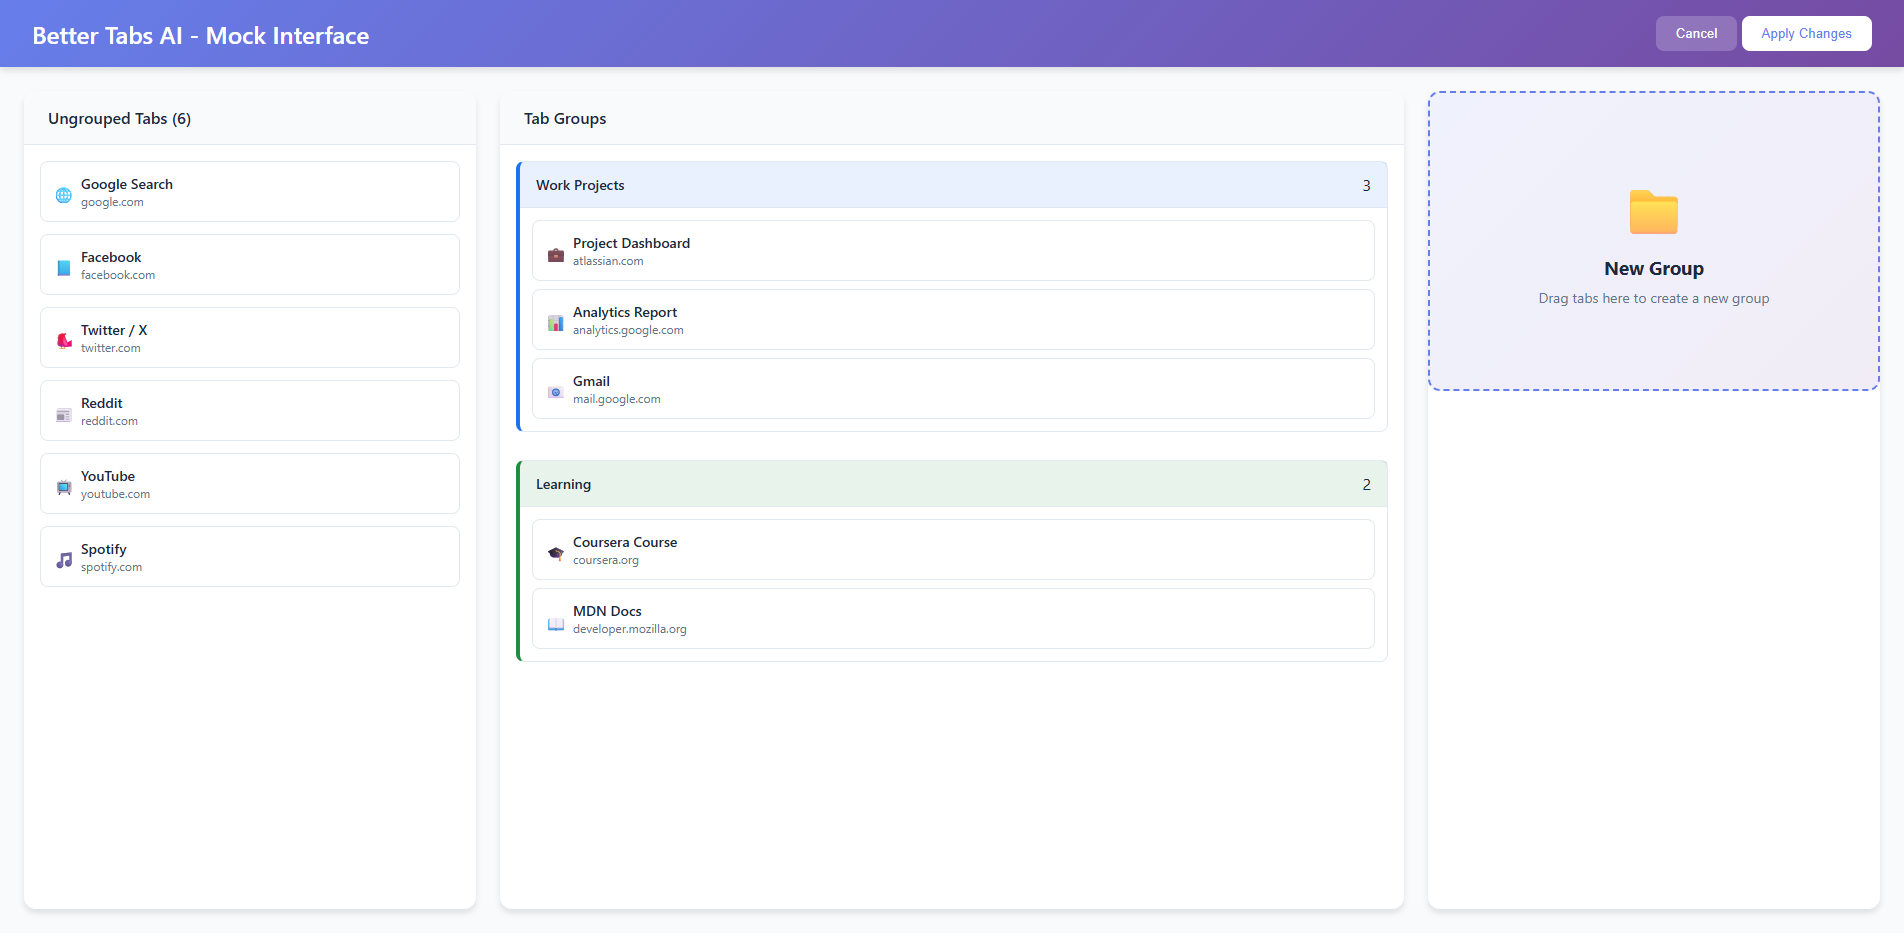 Better Tabs AI - Mock Interface
Cancel
Apply Changes
Ungrouped Tabs (6)
Google Search
google.com
Facebook
facebook.com
Twitter / X
twitter.com
Reddit
reddit.com
YouTube
youtube.com
Spotify
spotify.com
Tab Groups
Work Projects
3
Project Dashboard
atlassian.com
Analytics Report
analytics.google.com
Gmail
mail.google.com
Learning
2
Coursera Course
coursera.org
MDN Docs
developer.mozilla.org
New Group
Drag tabs here to create a new group